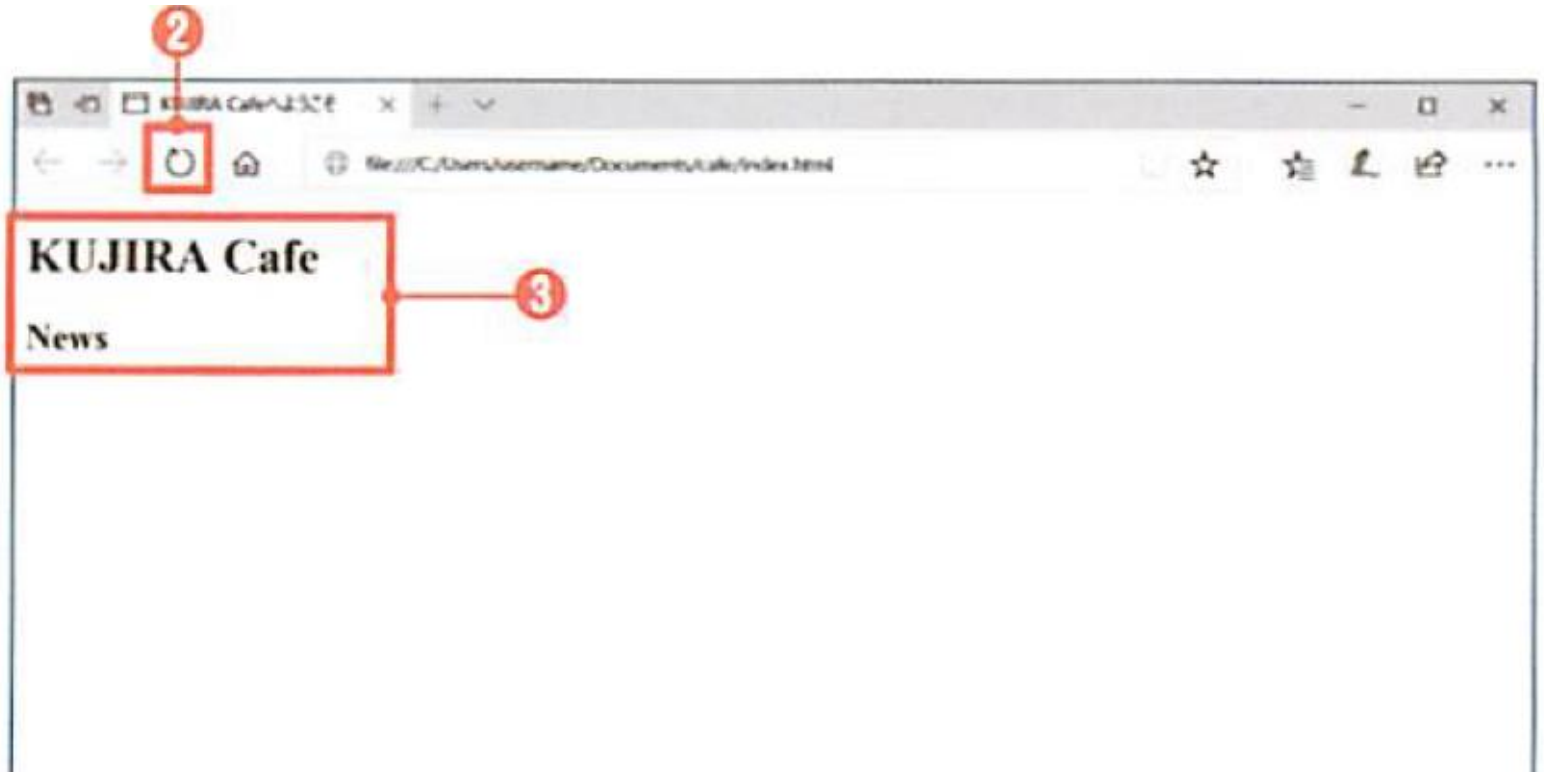 2
KUJIRA Cafeへようこそ
file:///C:/Users/username/Documents/cafe/index.html
KUJIRA Cafe
3
News